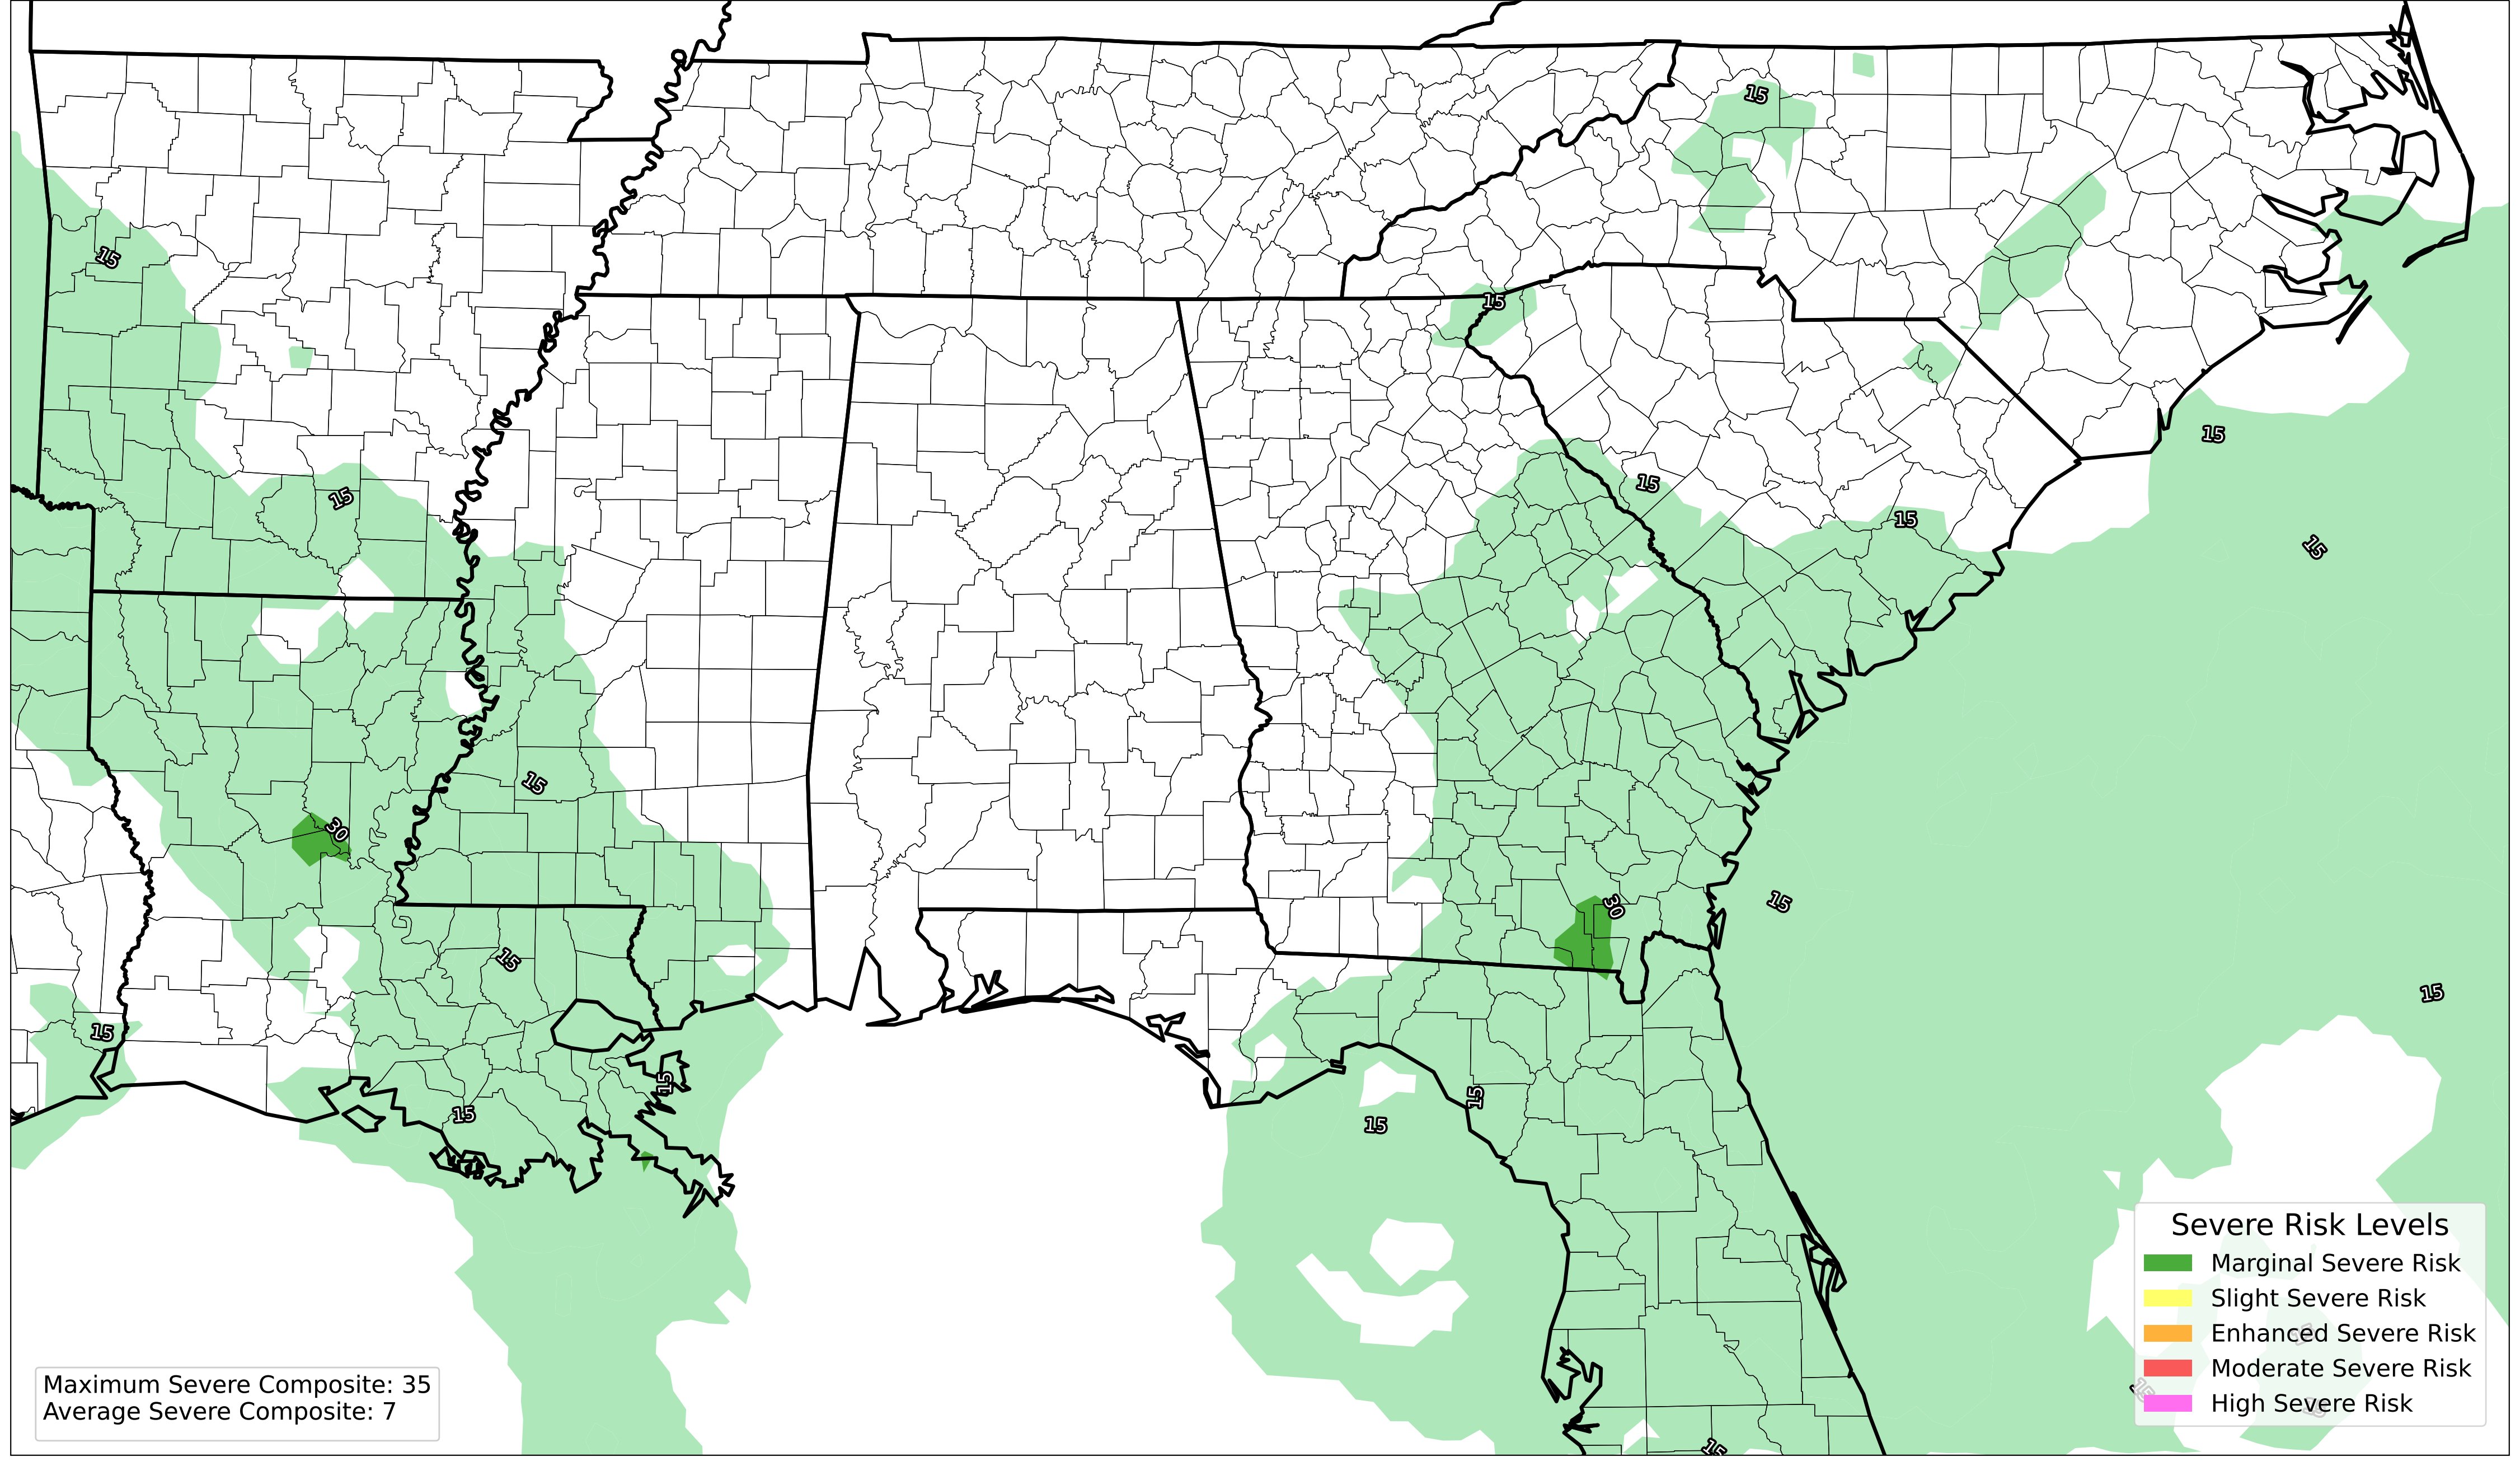 15
15
15
15
15
15
15
15
15
30
15
15
30
15
15
15
15
15
15
15
Severe Risk Levels
Marginal Severe Risk
Slight Severe Risk
Enhanced Severe Risk
Moderate Severe Risk
High Severe Risk
Maximum Severe Composite: 35
Average Severe Composite: 7
15
15